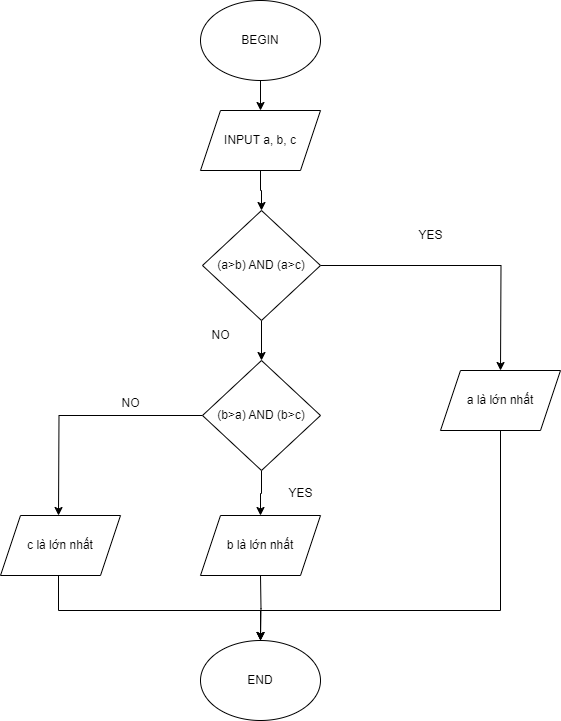 BEGIN
INPUT a, b, c
YES
(a>b) AND (a>c)
NO
a là lớn nhất
NO
(b>a) AND (b>c)
YES
c là lớn nhất
b là lớn nhất
END